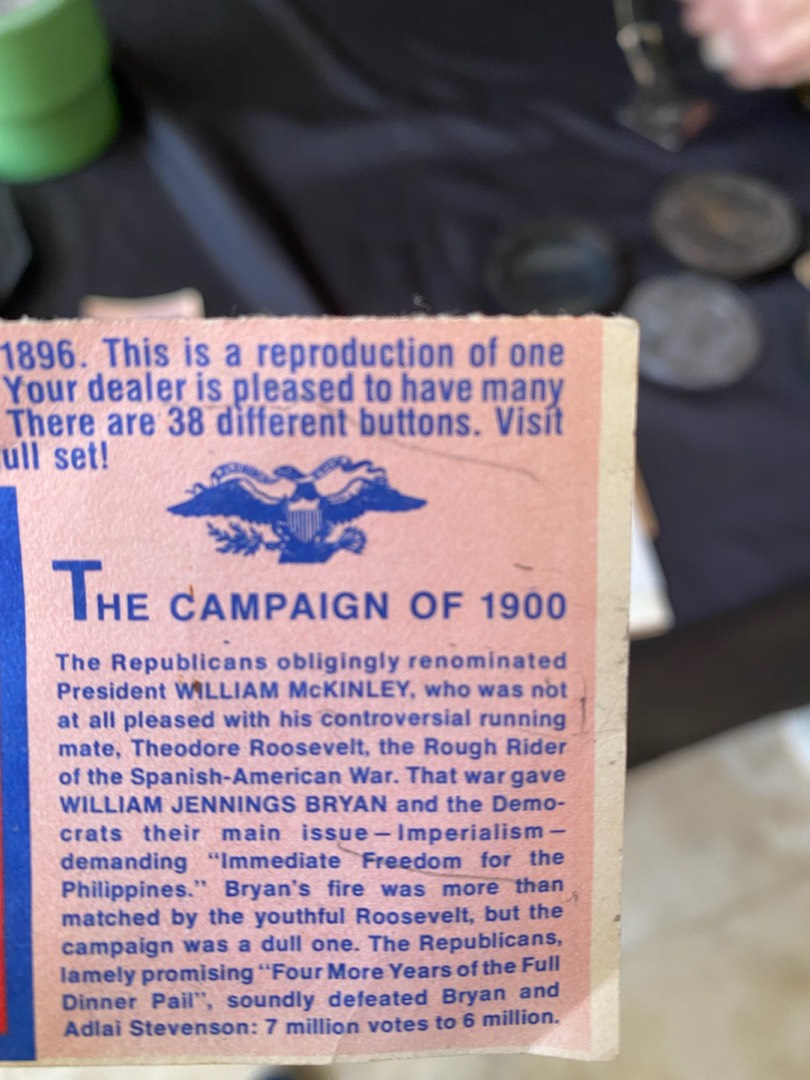 1896. This is a reproduction of one
Your dealer is pleased to have many
There are 38 different buttons. Visit
ull set!
THE CAMPAIGN OF 1900
The Republicans obligingly renominated
President WILLIAM McKINLEY, who was not
at all pleased with his controversial running
mate, Theodore Roosevelt, the Rough Rider
of the Spanish-American War. That war gave
WILLIAM JENNINGS BRYAN and the Demo-
crats their main issue – Imperialism –
demanding “Immediate Freedom for the
Philippines.” Bryan's fire was more than
matched by the youthful Roosevelt, but the
campaign was a dull one. The Republicans,
lamely promising “Four More Years of the Full
Dinner Pail”, soundly defeated Bryan and
Adlai Stevenson: 7 million votes to 6 million.